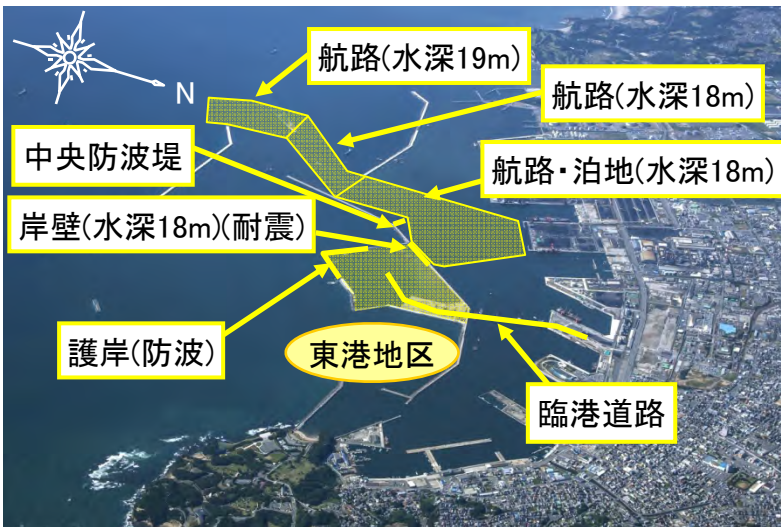 航路(水深19m)
N
航路(水深18m)
中央防波堤
航路・泊地(水深18m)
岸壁(水深18m)(耐震)
護岸(防波)
東港地区
臨港道路